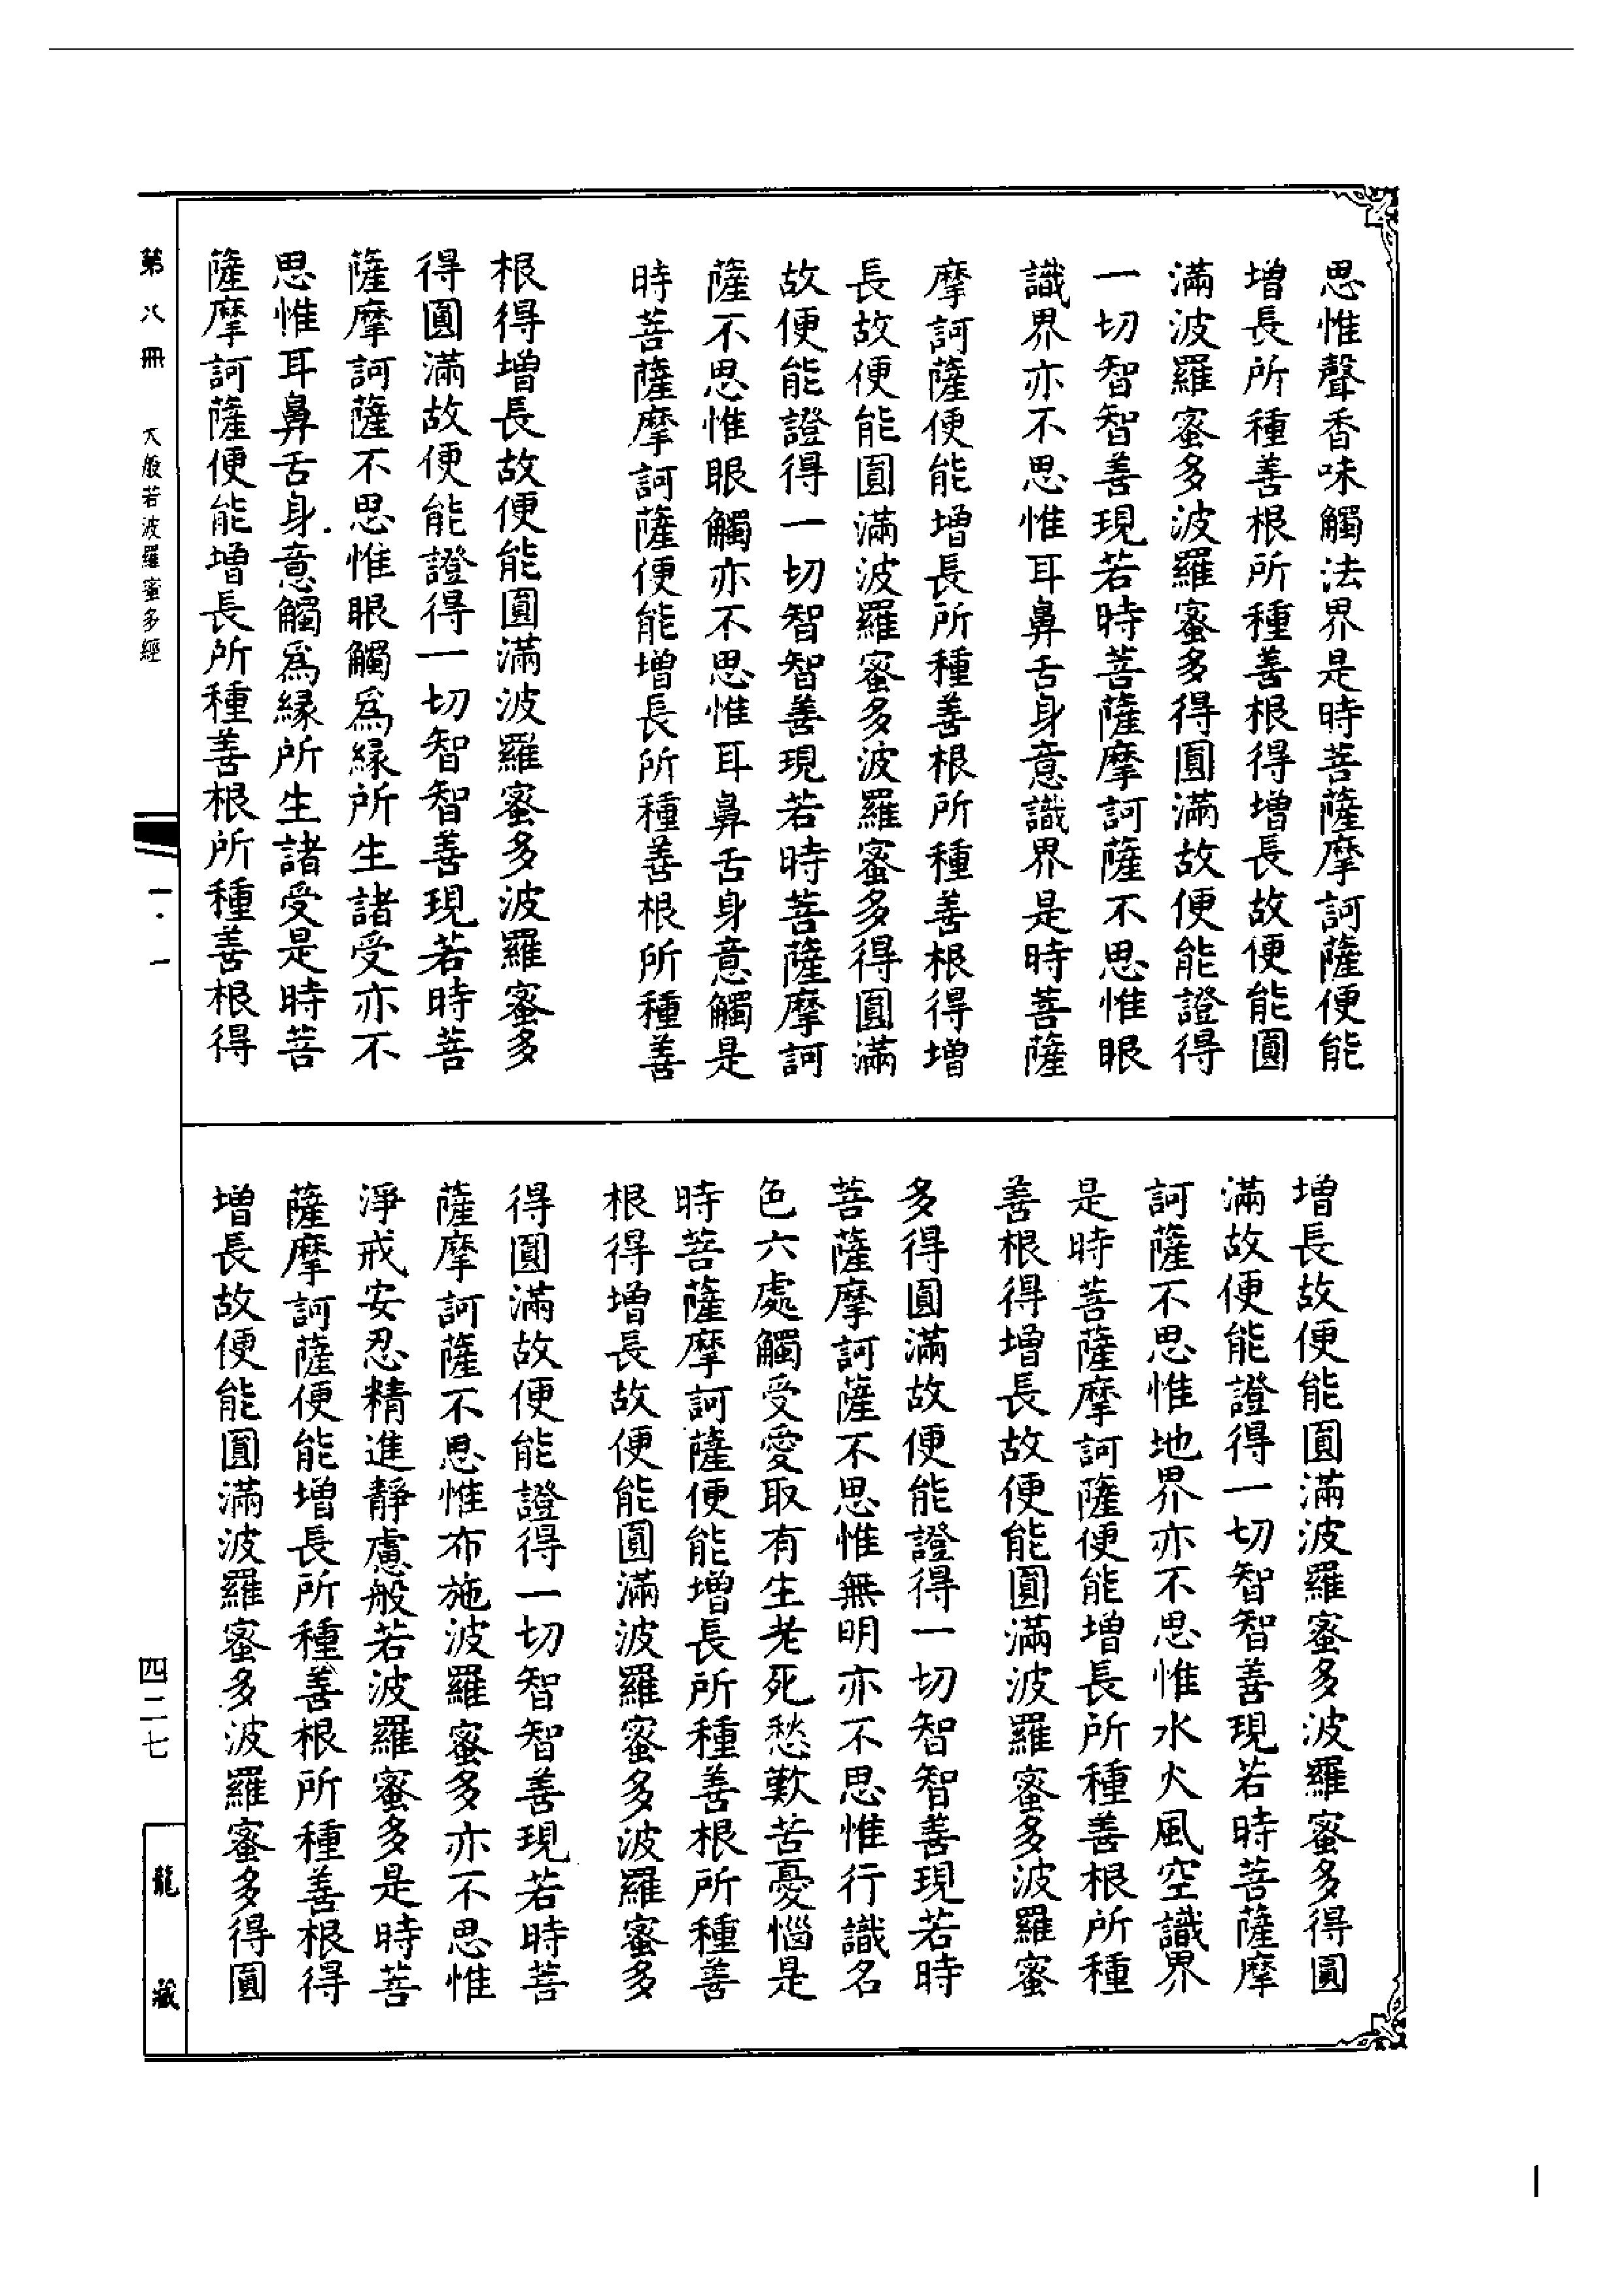 思惟聲香味觸法界是時菩薩摩訶薩便能
增長所種善根所種善根得增長故便能圓
滿波羅蜜多波羅蜜多得圓滿故便能證得
一切智智善現若時菩薩摩訶薩不思惟眼
識界亦不思惟耳鼻舌身意識界是時菩薩
摩訶薩便能增長所種善根所種善根得增
長故便能圓滿波羅蜜多波羅蜜多得圓滿
故便能證得一切智智善現若時菩薩摩訶
薩不思惟眼觸亦不思惟耳鼻舌身意觸是
時菩薩摩訶薩便能增長所種善根所種善
根得增長故便能圓滿波羅蜜多波羅蜜多
得圓滿故便能證得一切智智善現若時菩
薩摩訶薩不思惟眼觸爲緣所生諸受亦不
思惟耳鼻舌身意觸爲緣所生諸受是時菩
薩摩訶薩便能增長所種善根所種善根得
增長故便能圓滿波羅蜜多波羅蜜多得圓
滿故便能證得一切智智善現若時菩薩摩
訶薩不思惟地界亦不思惟水火風空識界
是時菩薩摩訶薩便能增長所種善根所種
善根得增長故便能圓滿波羅蜜多波羅蜜
多得圓滿故便能證得一切智智善現若時
菩薩摩訶薩不思惟無明亦不思惟行識名
色六處觸受愛取有生老死愁歎苦憂惱是
時菩薩摩訶薩便能增長所種善根所種善
根得增長故便能圓滿波羅蜜多波羅蜜多
得圓滿故便能證得一切智智善現若時菩
薩摩訶薩不思惟布施波羅蜜多亦不思惟
淨戒安忍精進靜慮般若波羅蜜多是時菩
薩摩訶薩便能增長所種善根所種善根得
增長故便能圓滿波羅蜜多波羅蜜多得圓
第八冊 大般若波羅蜜多經 一·一
四二七
龍藏